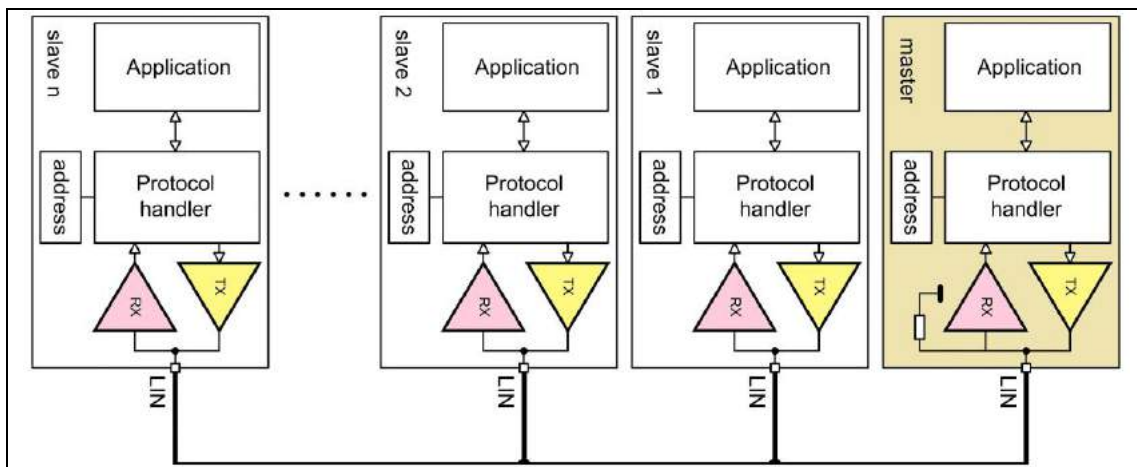 slave n
Application
address
Protocol
handler
RX
TX
LIN
slave 2
Application
address
Protocol
handler
RX
TX
LIN
slave 1
Application
address
Protocol
handler
RX
TX
LIN
master
Application
address
Protocol
handler
RX
TX
LIN